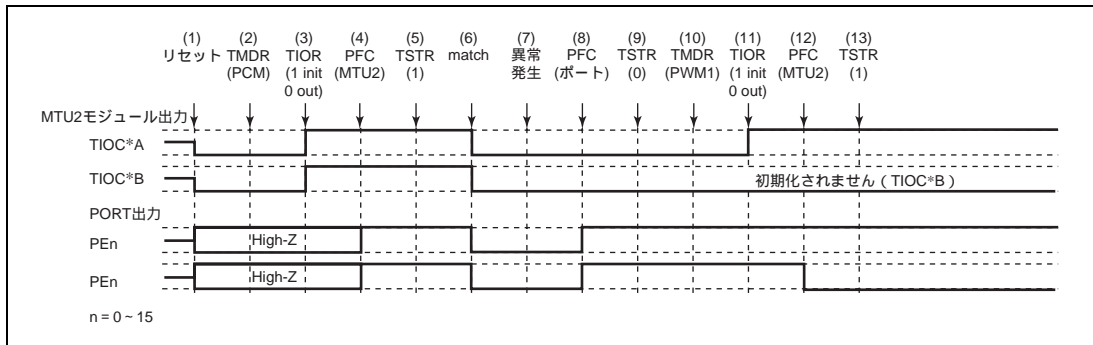 (1) (2) (3) (4) (5) (6) (7) (8) (9) (10) (11) (12) (13)
リセット TMDR TIOR PFC TSTR match 異常 PFC TSTR TMDR TIOR PFC TSTR
(PCM) (1 init (MTU2) (1) 発生 (ポート) (0) (PWM1) (1 init (MTU2) (1)
0 out) 0 out)
MTU2モジュール出力
TIOC*A
TIOC*B
初期化されません ( TIOC*B )
PORT出力
PEn
High-Z
PEn
High-Z
n = 0 ~ 15